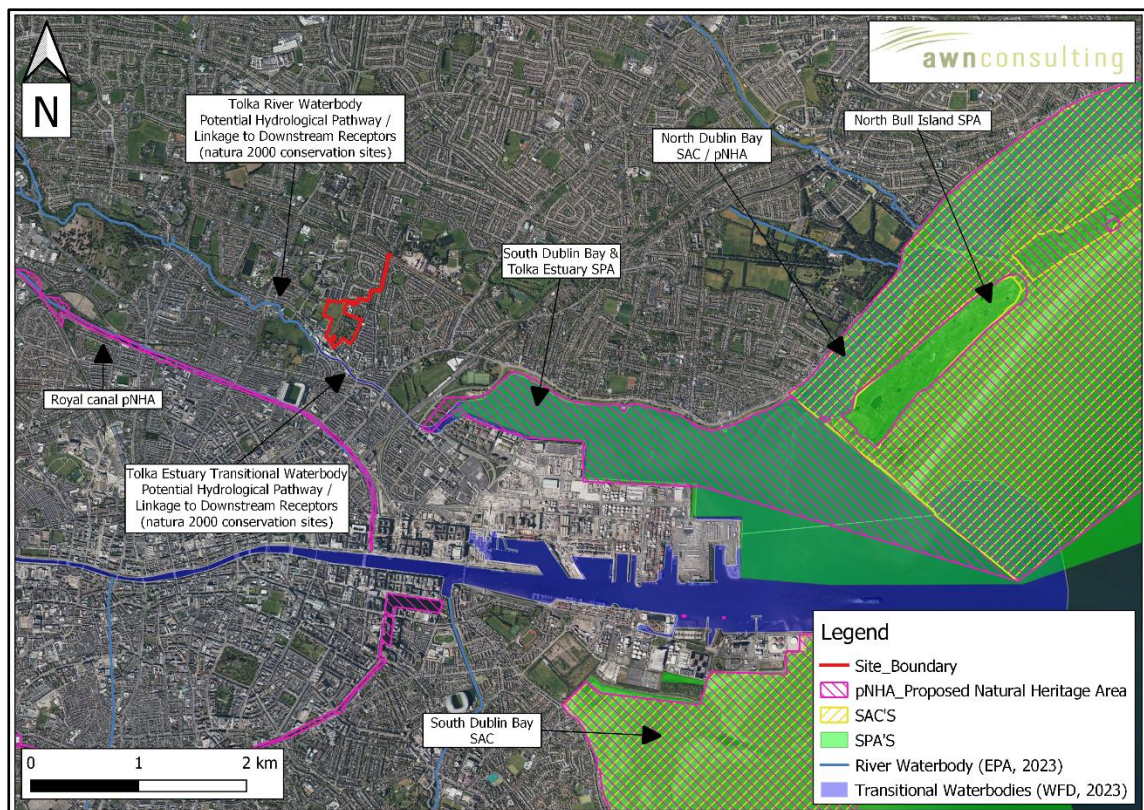 awnconsulting
N
Tolka River Waterbody
Potential Hydrological Pathway /
Linkage to Downstream Receptors
(natura 2000 conservation sites)
North Dublin Bay
SAC / pNHA
North Bull Island SPA
South Dublin Bay &
Tolka Estuary SPA
Royal canal pNHA
Tolka Estuary Transitional Waterbody
Potential Hydrological Pathway /
Linkage to Downstream Receptors
(natura 2000 conservation sites)
South Dublin Bay
SAC
0 1 2 km
Legend
Site_Boundary
pNHA_Proposed Natural Heritage Area
SAC'S
SPA'S
River Waterbody (EPA, 2023)
Transitional Waterbodies (WFD, 2023)